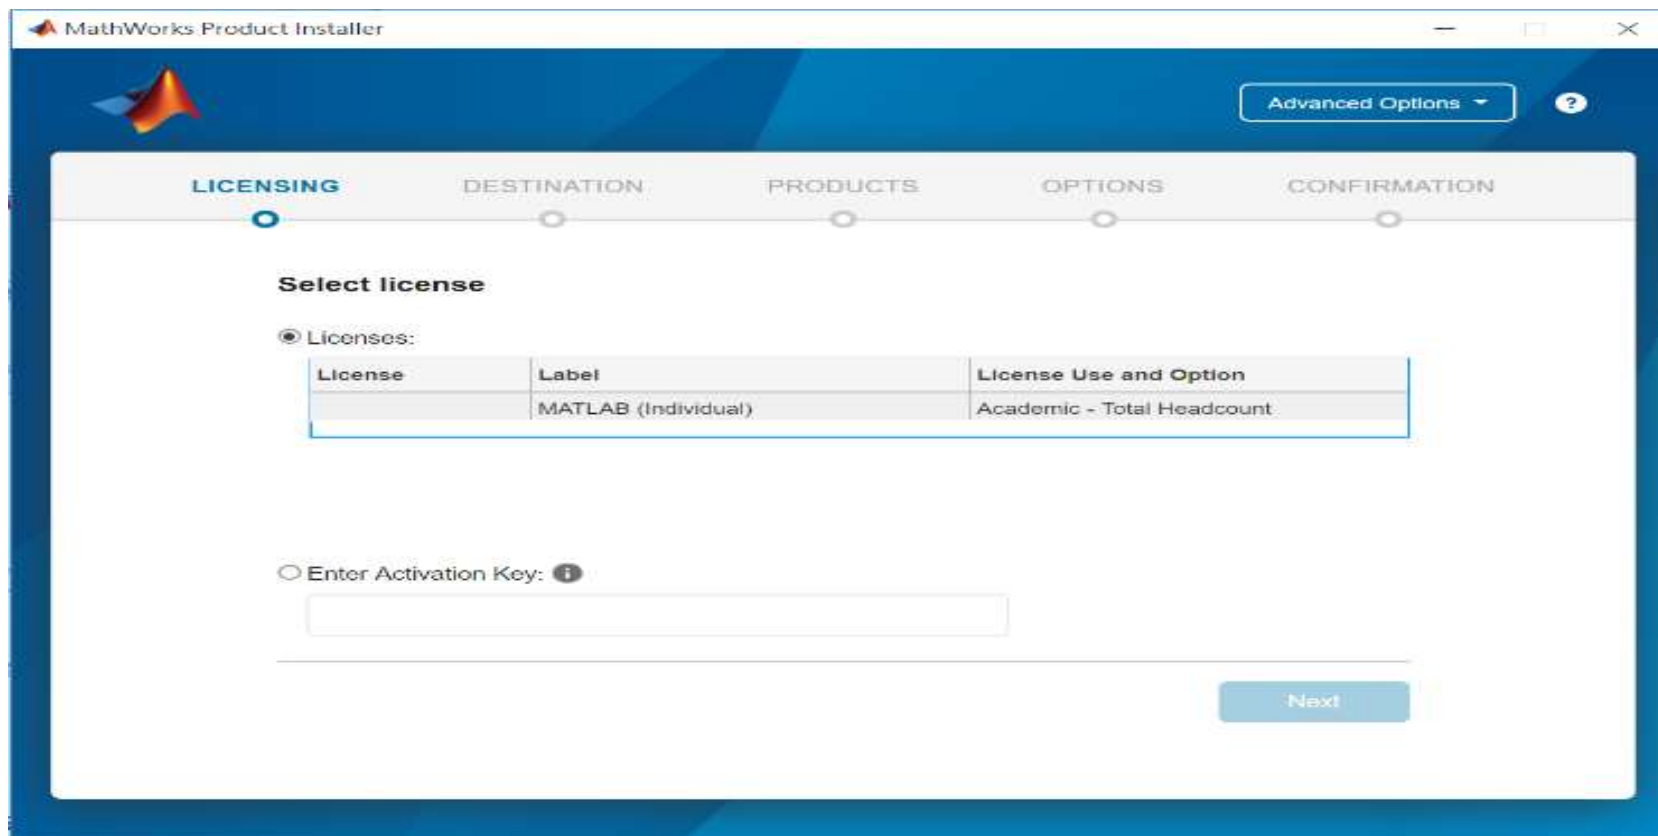 MathWorks Product Installer
Advanced Options
?
LICENSING DESTINATION PRODUCTS OPTIONS CONFIRMATION
Select license
Licenses:
License Label License Use and Option
MATLAB (Individual) Academic - Total Headcount
Enter Activation Key: i
Next